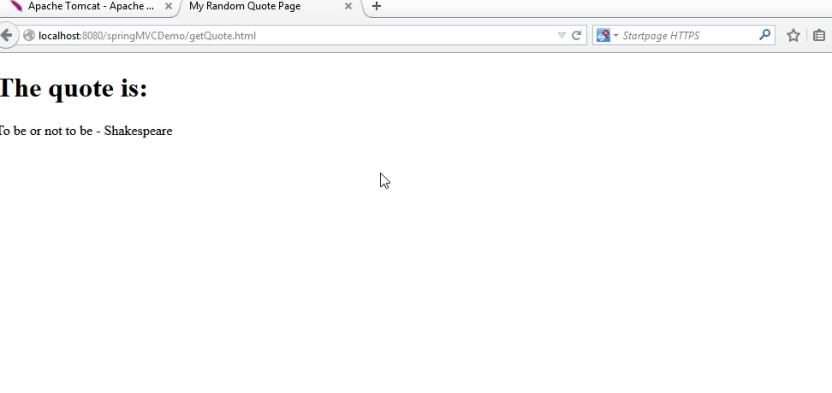 Apache Tomcat - Apache ...
My Random Quote Page
localhost:8080/springMVCDemo/getQuote.html
Startpage HTTPS
The quote is:
To be or not to be - Shakespeare